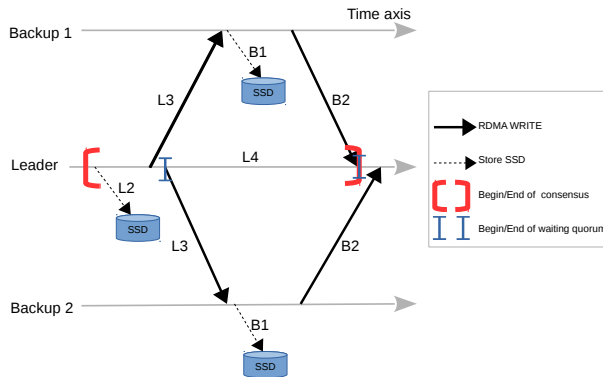 Time axis
Backup 1
B1
SSD
L3
B2
RDMA WRITE
Leader
L4
Store SSD
L2
Begin/End of consensus
SSD
Begin/End of waiting quorum
L3
B2
Backup 2
B1
SSD